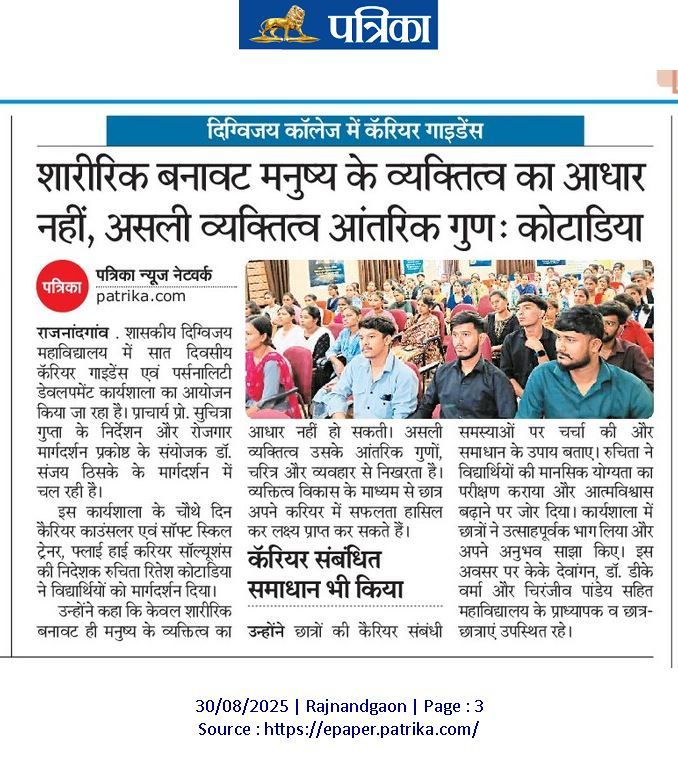 पत्रिका
दिग्विजय कॉलेज में कॅरियर गाइडेंस
शारीरिक बनावट मनुष्य के व्यक्तित्व का आधार
नहीं, असली व्यक्तित्व आंतरिक गुण: कोटाडिया
पत्रिका
पत्रिका न्यूज नेटवर्क
patrika.com
राजनांदगांव . शासकीय दिग्विजय
महाविद्यालय में सात दिवसीय
कॅरियर गाइडेंस एवं पर्सनालिटी
डेवलपमेंट कार्यशाला का आयोजन
किया जा रहा है। प्राचार्य प्रो. सुचित्रा
गुप्ता के निर्देशन और रोजगार
मार्गदर्शन प्रकोष्ठ के संयोजक डॉ.
संजय ठिसके के मार्गदर्शन में
चल रही है।
इस कार्यशाला के चौथे दिन
कॅरियर काउंसलर एवं सॉफ्ट स्किल
ट्रेनर, फ्लाई हाई करियर सॉल्यूशंस
की निदेशक रुचिता रितेश कोटाडिया
ने विद्यार्थियों को मार्गदर्शन दिया।
उन्होंने कहा कि केवल शारीरिक
बनावट ही मनुष्य के व्यक्तित्व का
आधार नहीं हो सकती। असली
व्यक्तित्व उसके आंतरिक गुणों,
चरित्र और व्यवहार से निखरता है।
व्यक्तित्व विकास के माध्यम से छात्र
अपने करियर में सफलता हासिल
कर लक्ष्य प्राप्त कर सकते हैं।
कॅरियर संबंधित
समाधान भी किया
उन्होंने छात्रों की कॅरियर संबंधी
समस्याओं पर चर्चा की और
समाधान के उपाय बताए। रुचिता ने
विद्यार्थियों की मानसिक योग्यता का
परीक्षण कराया और आत्मविश्वास
बढ़ाने पर जोर दिया। कार्यशाला में
छात्रों ने उत्साहपूर्वक भाग लिया और
अपने अनुभव साझा किए। इस
अवसर पर केके देवांगन, डॉ. डीके
वर्मा और चिरंजीव पांडेय सहित
महाविद्यालय के प्राध्यापक व छात्र-
छात्राएं उपस्थित रहे।
30/08/2025 | Rajnandgaon | Page : 3
Source : https://epaper.patrika.com/